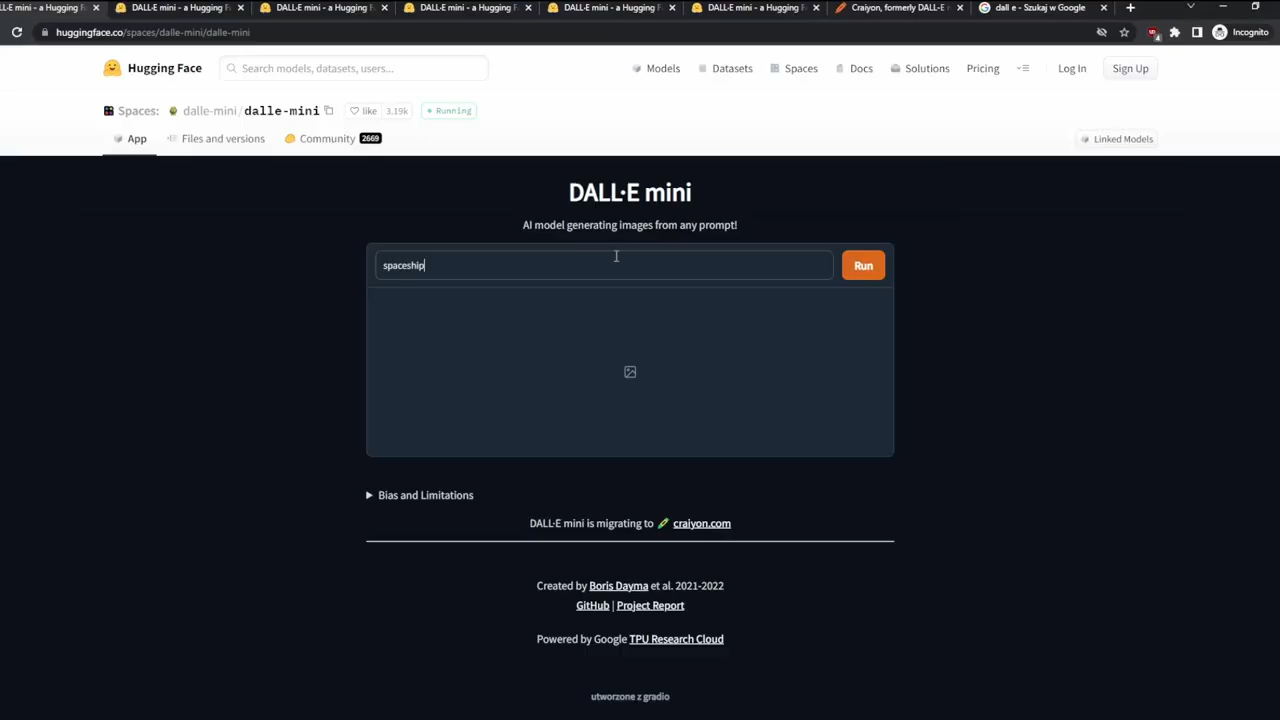 LL-E mini - a Hugging Fac
DALL-E mini - a Hugging F
DALL-E mini - a Hugging F
DALL-E mini - a Hugging F
DALL-E mini - a Hugging F
DALL-E mini - a Hugging F
Craiyon, formerly DALL-E
dall e - Szukaj w Google
huggingface.co/spaces/dalle-mini/dalle-mini
4
Incognito
Hugging Face
Search models, datasets, users...
Models
Datasets
Spaces
Docs
Solutions
Pricing
Log In
Sign Up
Spaces: dalle-mini/dalle-mini
like 3.19k
Running
App
Files and versions
Community 2669
Linked Models
DALL·E mini
AI model generating images from any prompt!
spaceship
Run
Bias and Limitations
DALL·E mini is migrating to craiyon.com
Created by Boris Dayma et al. 2021-2022
GitHub | Project Report
Powered by Google TPU Research Cloud
utworzone z gradio